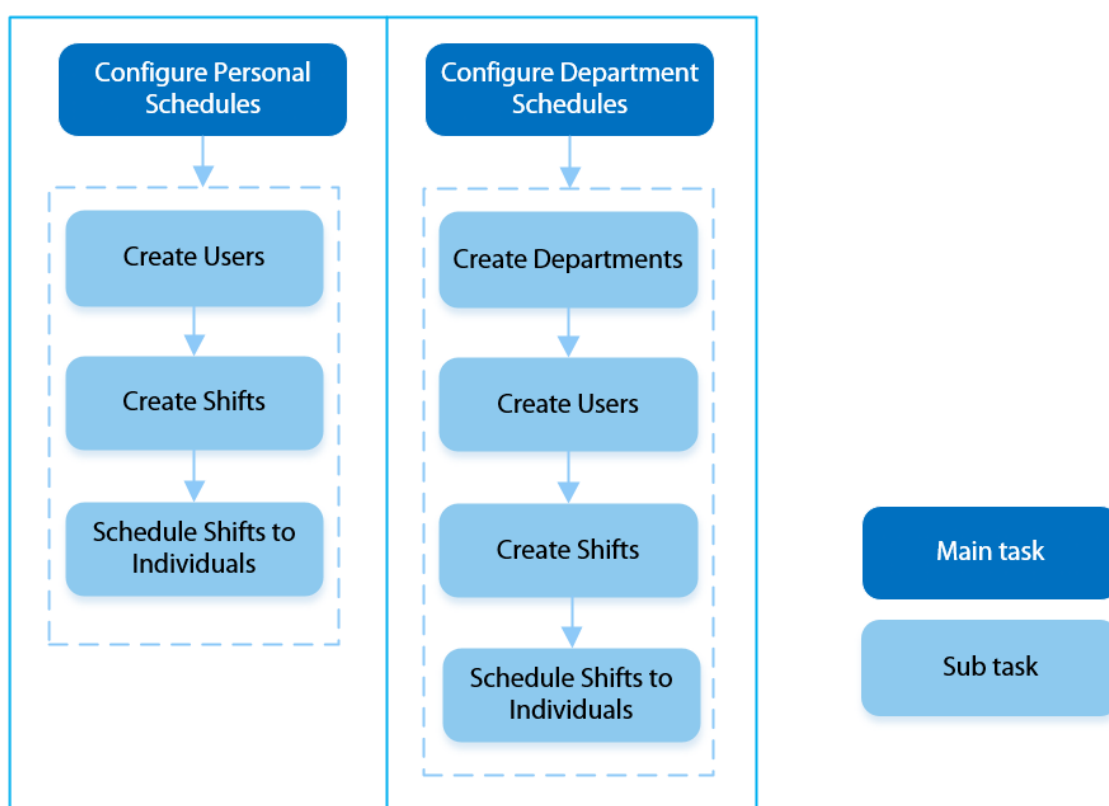 Configure Personal
Schedules
Create Users
Create Shifts
Schedule Shifts to
Individuals
Configure Department
Schedules
Create Departments
Create Users
Create Shifts
Schedule Shifts to
Individuals
Main task
Sub task